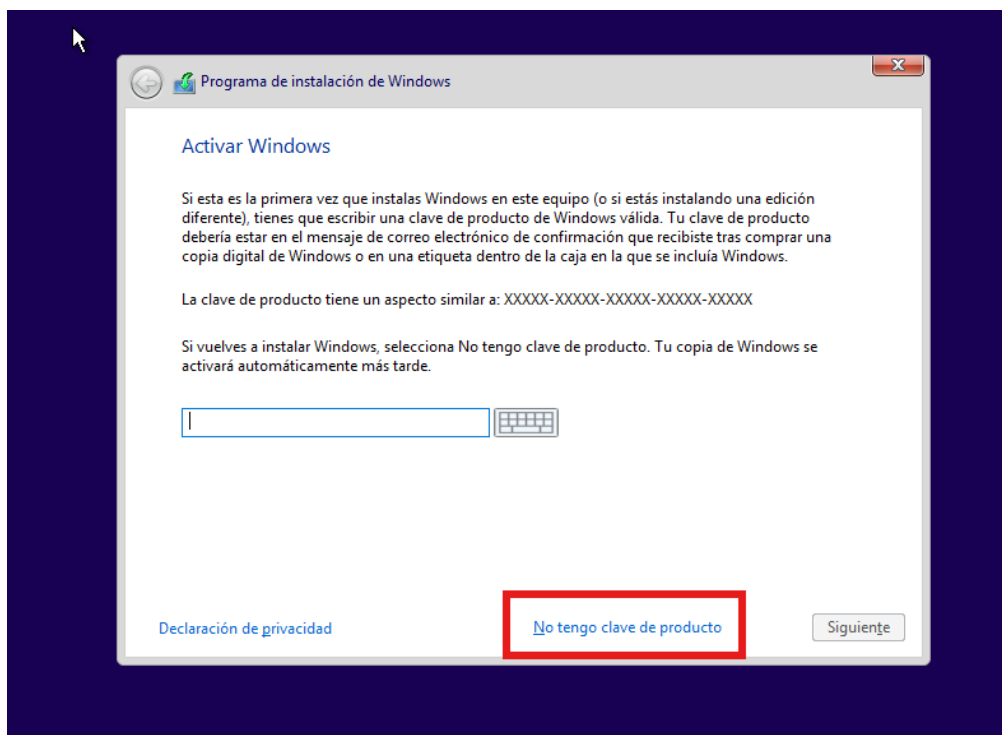 Programa de instalación de Windows
X
Activar Windows
Si esta es la primera vez que instalas Windows en este equipo (o si estás instalando una edición
diferente), tienes que escribir una clave de producto de Windows válida. Tu clave de producto
debería estar en el mensaje de correo electrónico de confirmación que recibiste tras comprar una
copia digital de Windows o en una etiqueta dentro de la caja en la que se incluía Windows.
La clave de producto tiene un aspecto similar a: XXXXX-XXXXX-XXXXX-XXXXX-XXXXX
Si vuelves a instalar Windows, selecciona No tengo clave de producto. Tu copia de Windows se
activará automáticamente más tarde.
Declaración de privacidad
No tengo clave de producto
Siguiente